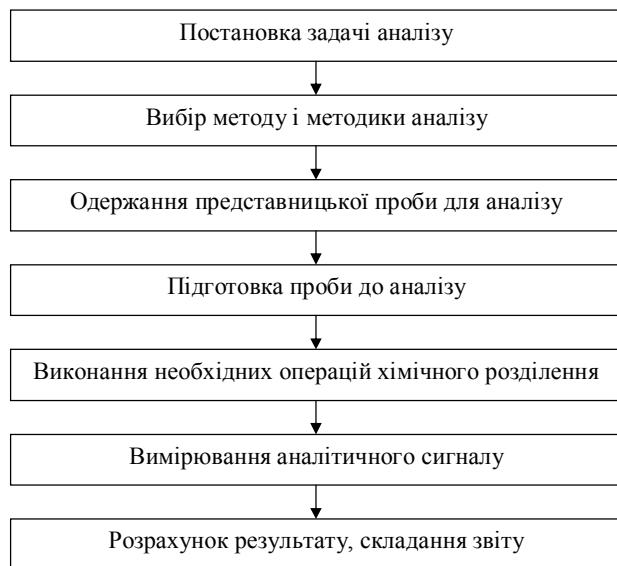 Постановка задачі аналізу
Вибір методу і методики аналізу
Одержання представницької проби для аналізу
Підготовка проби до аналізу
Виконання необхідних операцій хімічного розділення
Вимірювання аналітичного сигналу
Розрахунок результату, складання звіту